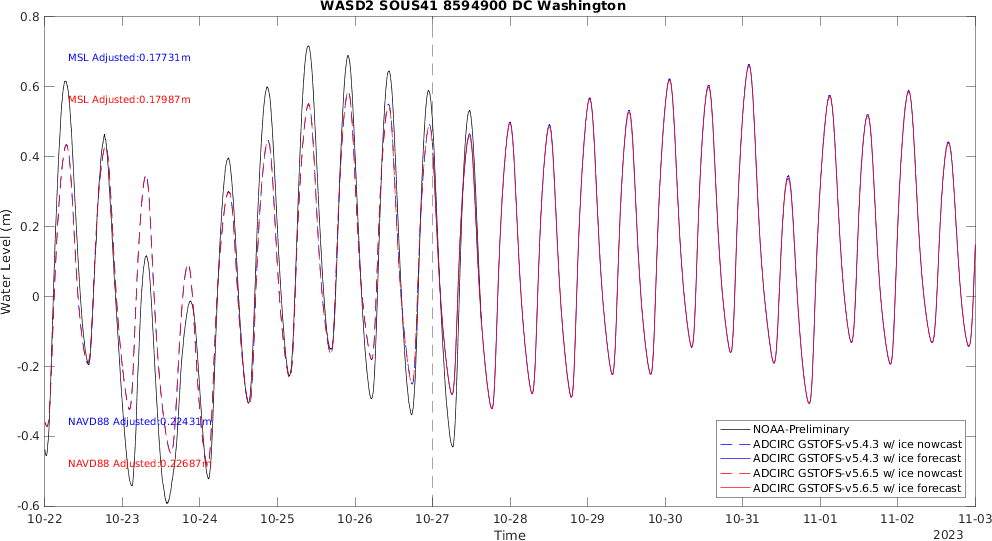 WASD2 SOUS41 8594900 DC Washington
0.8
0.6
0.4
0.2
0
-0.2
-0.4
-0.6
Water Level (m)
MSL Adjusted:0.17731m
MSL Adjusted:0.17987m
NAVD88 Adjusted:0.22431m
NAVD88 Adjusted:0.22687m
NOAA-Preliminary
ADCIRC GSTOFS-v5.4.3 w/ ice nowcast
ADCIRC GSTOFS-v5.4.3 w/ ice forecast
ADCIRC GSTOFS-v5.6.5 w/ ice nowcast
ADCIRC GSTOFS-v5.6.5 w/ ice forecast
10-22 10-23 10-24 10-25 10-26 10-27 10-28 10-29 10-30 10-31 11-01 11-02 11-03
Time
2023